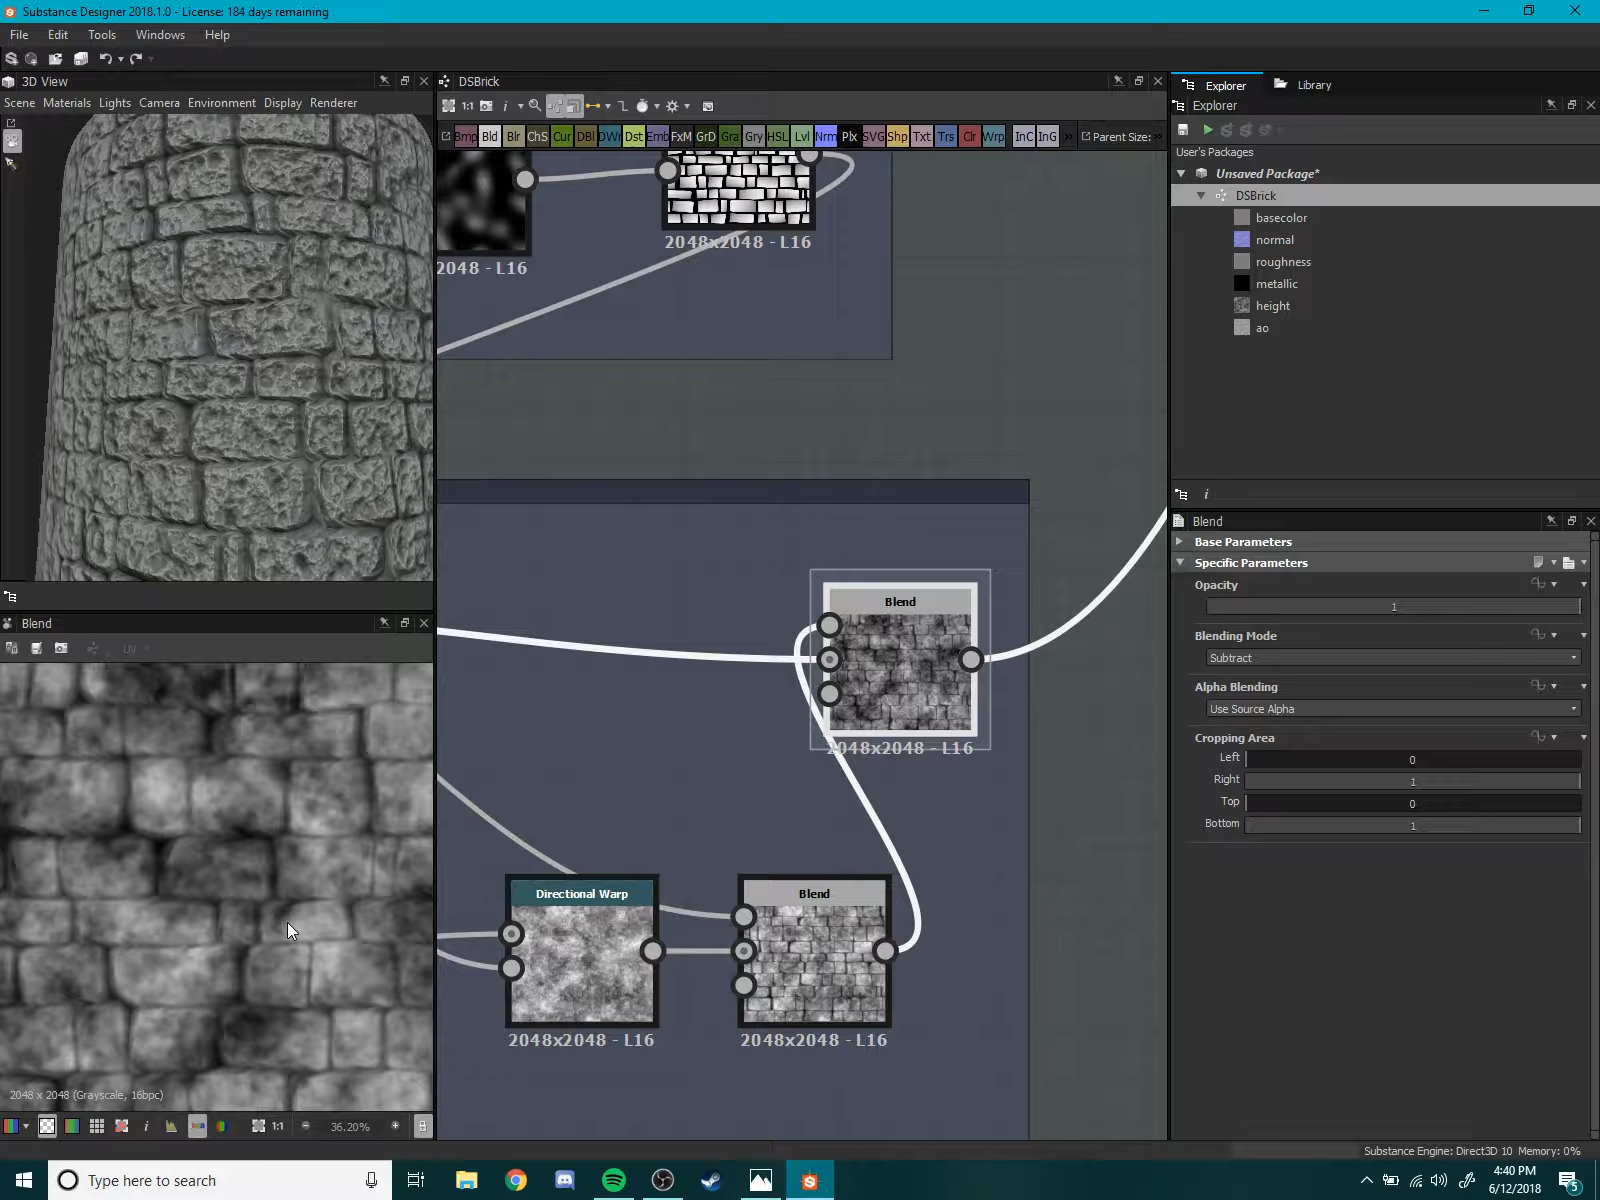 Substance Designer 2018.1.0 - License: 184 days remaining
File Edit Tools Windows Help
3D View
Scene Materials Lights Camera Environment Display Renderer
DSBrick
1:1 i
Bmp Bld Blr ChS Cur DBl DWr Dst Emb FxM GrD Gra Gry HSL Lvl Nrm Plx SVG Shp Txt Trs Clr Wrp InC InG » Parent Size: »
2048 - L16
2048x2048 - L16
Blend
2048x2048 - L16
Directional Warp
2048x2048 - L16
Blend
2048x2048 - L16
Blend
UV
2048 x 2048 (Grayscale, 16bpc)
RGB
i
1:1
36.20%
Explorer Library
Explorer
User's Packages
Unsaved Package*
DSBrick
basecolor
normal
roughness
metallic
height
ao
i
Blend
Base Parameters
Specific Parameters
Opacity
1
Blending Mode
Subtract
Alpha Blending
Use Source Alpha
Cropping Area
Left 0
Right 1
Top 0
Bottom 1
Substance Engine: Direct3D 10 Memory: 0%
Type here to search
4:40 PM
6/12/2018
5